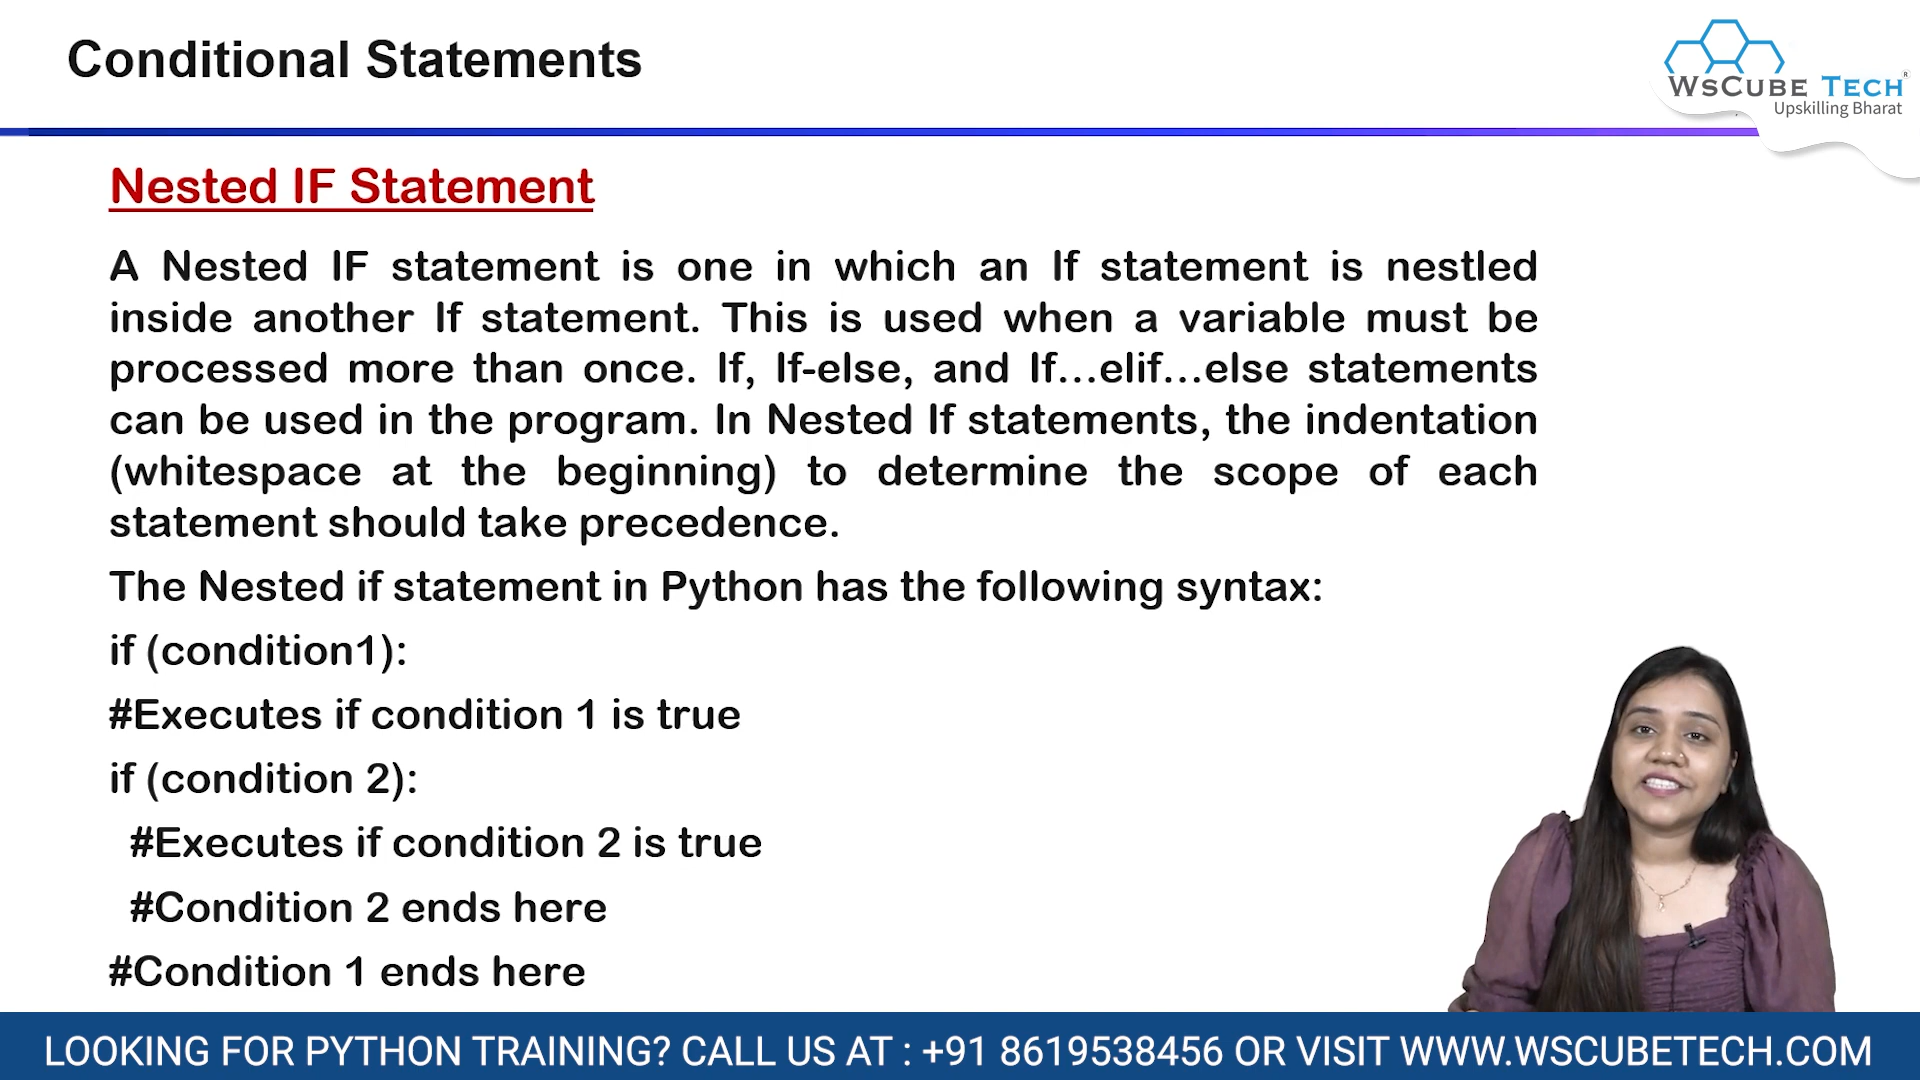 Conditional Statements
WSCUBE TECH®
Upskilling Bharat
Nested IF Statement
A Nested IF statement is one in which an If statement is nestled
inside another If statement. This is used when a variable must be
processed more than once. If, If-else, and If...elif...else statements
can be used in the program. In Nested If statements, the indentation
(whitespace at the beginning) to determine the scope of each
statement should take precedence.
The Nested if statement in Python has the following syntax:
if (condition1):
#Executes if condition 1 is true
if (condition 2):
#Executes if condition 2 is true
#Condition 2 ends here
#Condition 1 ends here
LOOKING FOR PYTHON TRAINING? CALL US AT : +91 8619538456 OR VISIT WWW.WSCUBETECH.COM